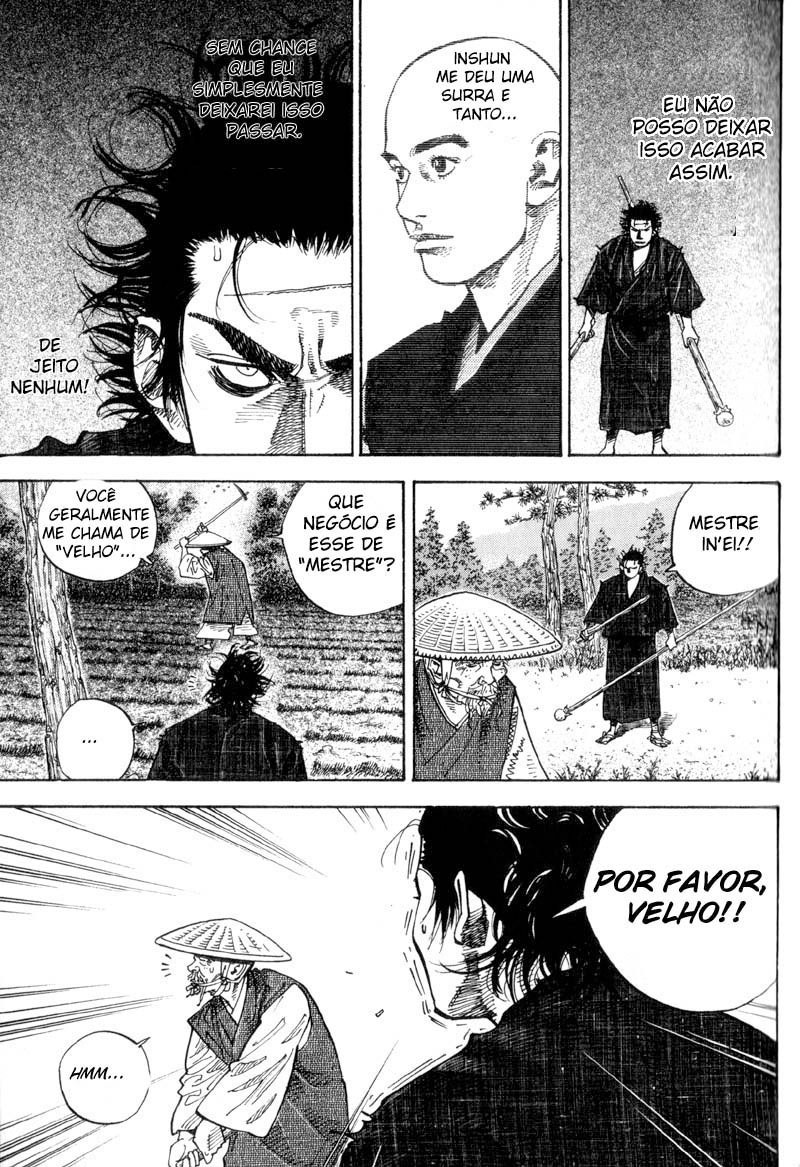 EU NÃO
POSSO DEIXAR
ISSO ACABAR
ASSIM.
INSHUN
ME DEU UMA
SURRA E
TANTO...
SEM CHANCE
QUE EU
SIMPLESMENTE
DEIXAREI ISSO
PASSAR.
DE
JEITO
NENHUM!
MESTRE
IN'EI!!
QUE
NEGÓCIO É
ESSE DE
"MESTRE"?
VOCÊ
GERALMENTE
ME CHAMA DE
"VELHO"...
...
POR FAVOR,
VELHO!!
HMM...